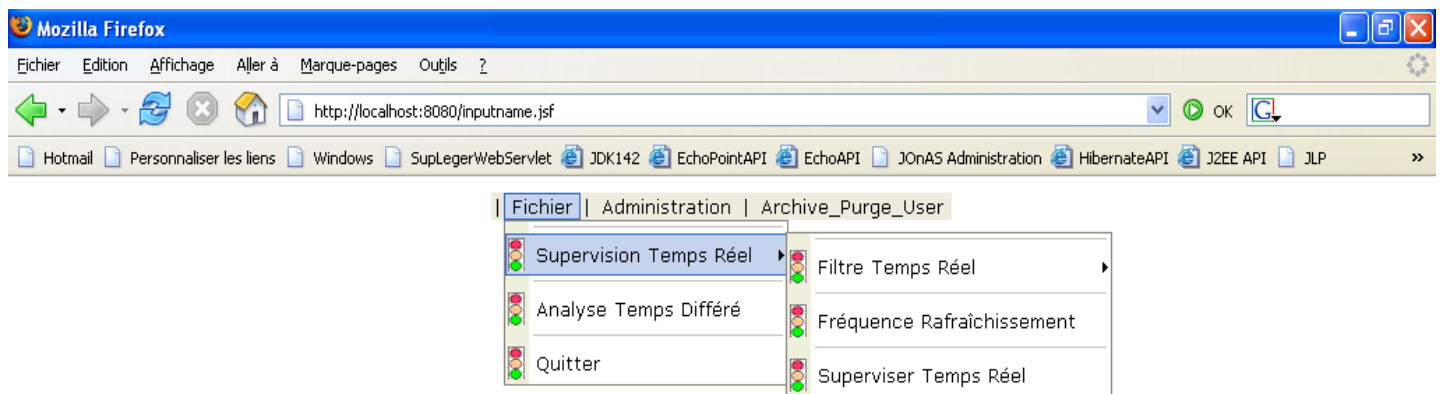 Mozilla Firefox
Fichier Edition Affichage Aller à Marque-pages Outils ?
http://localhost:8080/inputname.jsf OK G
Hotmail Personnaliser les liens Windows SupLegerWebServlet JDK142 EchoPointAPI EchoAPI JOnAS Administration HibernateAPI J2EE API JLP »
| Fichier | Administration | Archive_Purge_User
Supervision Temps Réel
Analyse Temps Différé
Quitter
Filtre Temps Réel
Fréquence Rafraîchissement
Superviser Temps Réel